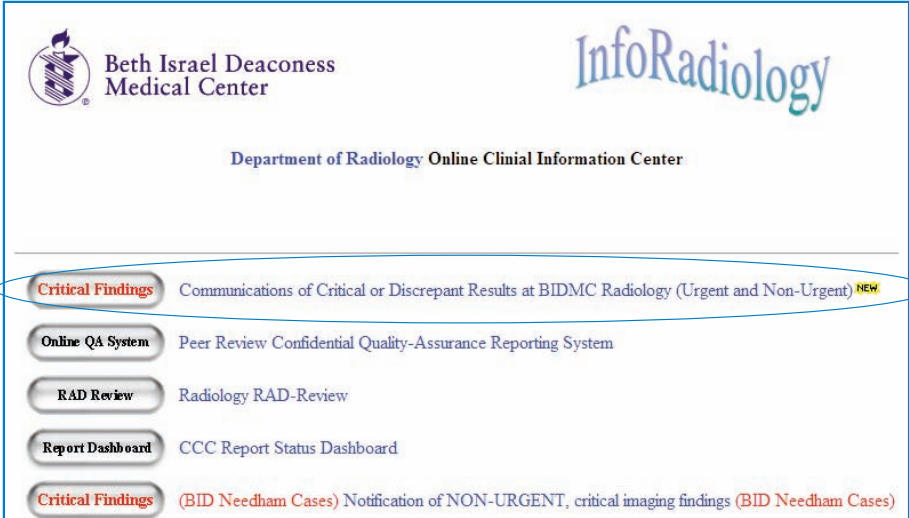 Beth Israel Deaconess
Medical Center
InfoRadiology
Department of Radiology Online Clinial Information Center
Critical Findings Communications of Critical or Discrepant Results at BIDMC Radiology (Urgent and Non-Urgent) NEW
Online QA System Peer Review Confidential Quality-Assurance Reporting System
RAD Review Radiology RAD-Review
Report Dashboard CCC Report Status Dashboard
Critical Findings (BID Needham Cases) Notification of NON-URGENT, critical imaging findings (BID Needham Cases)